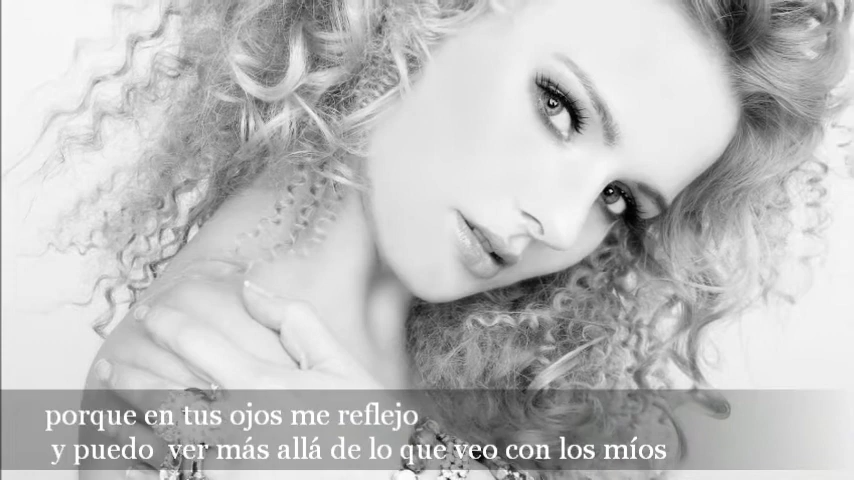 porque en tus ojos me reflejo
y puedo ver más allá de lo que veo con los míos